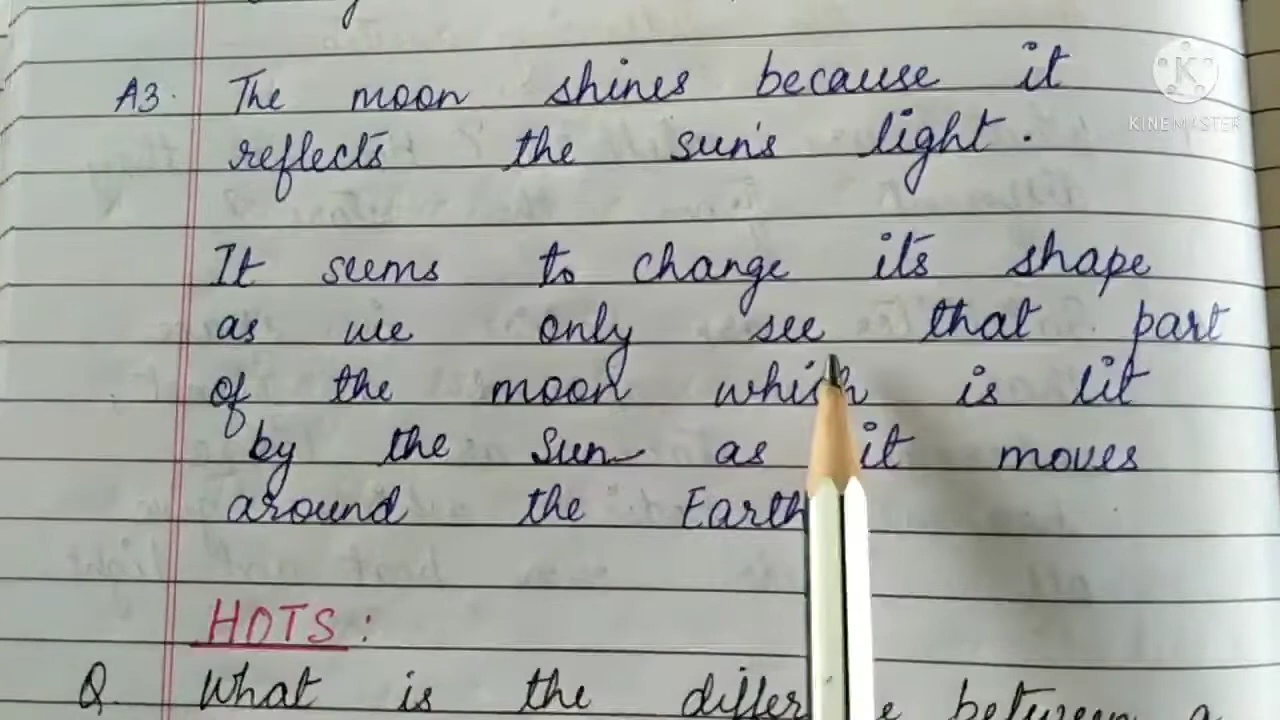 A3. The moon shines because it
reflects the sun's light.
It seems to change its shape
as we only see that part
of the moon which is lit
by the Sun as it moves
around the Earth
HOTS:
Q What is the between a
K
KINEMASTER